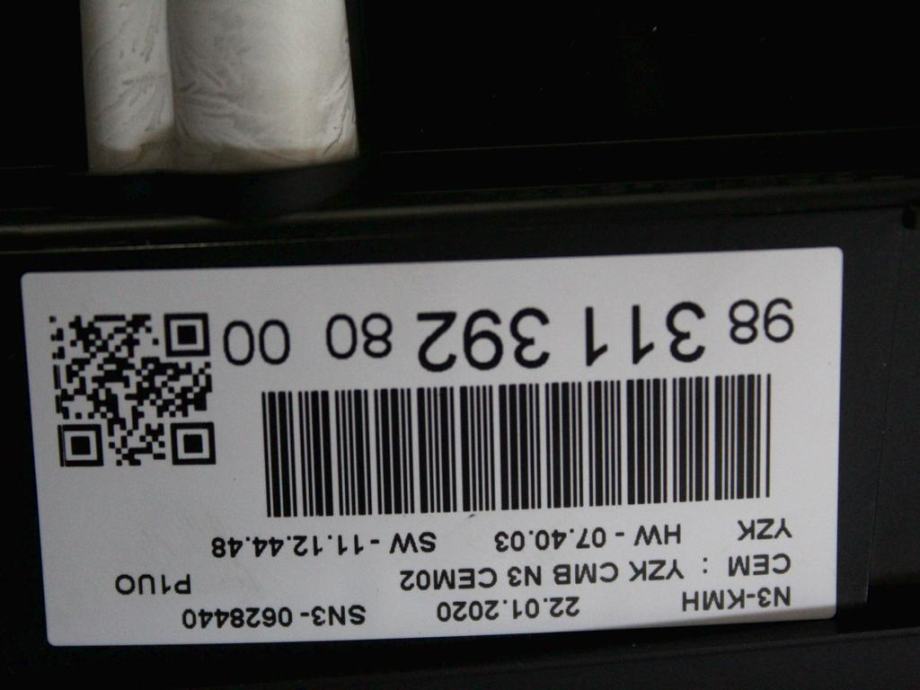 N3-KMH 22.01.2020 SN3-0628440
CEM : YZK CMB N3 CEM02 P1UO
YZK HW - 07.40.03 SW - 11.12.44.48
98 311 392 80 00